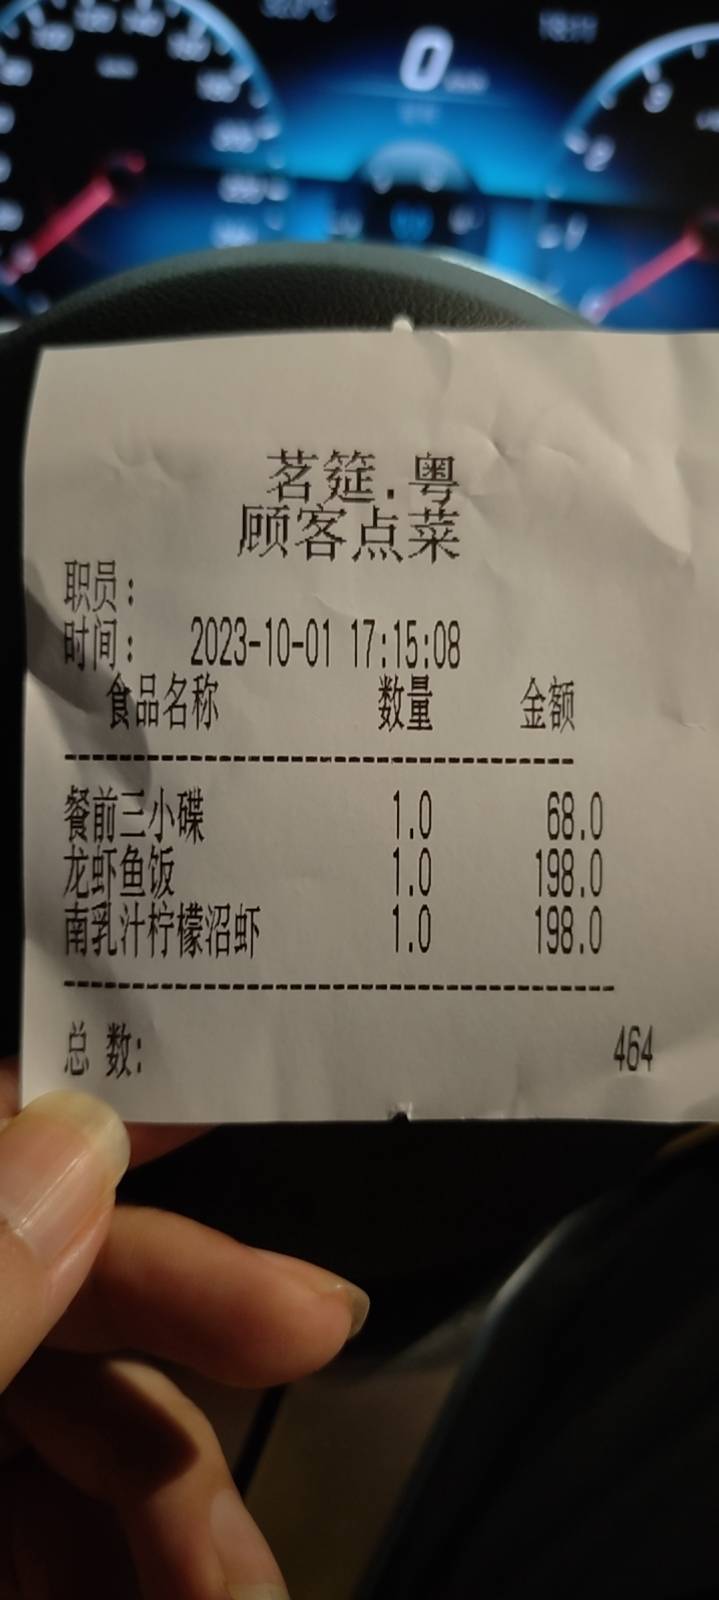 0
茗筵.粤
顾客点菜
职员：
时间： 2023-10-01 17:15:08
食品名称 数量 金额
餐前三小碟 1.0 68.0
龙虾鱼饭 1.0 198.0
南乳汁柠檬沼虾 1.0 198.0
总 数: 464